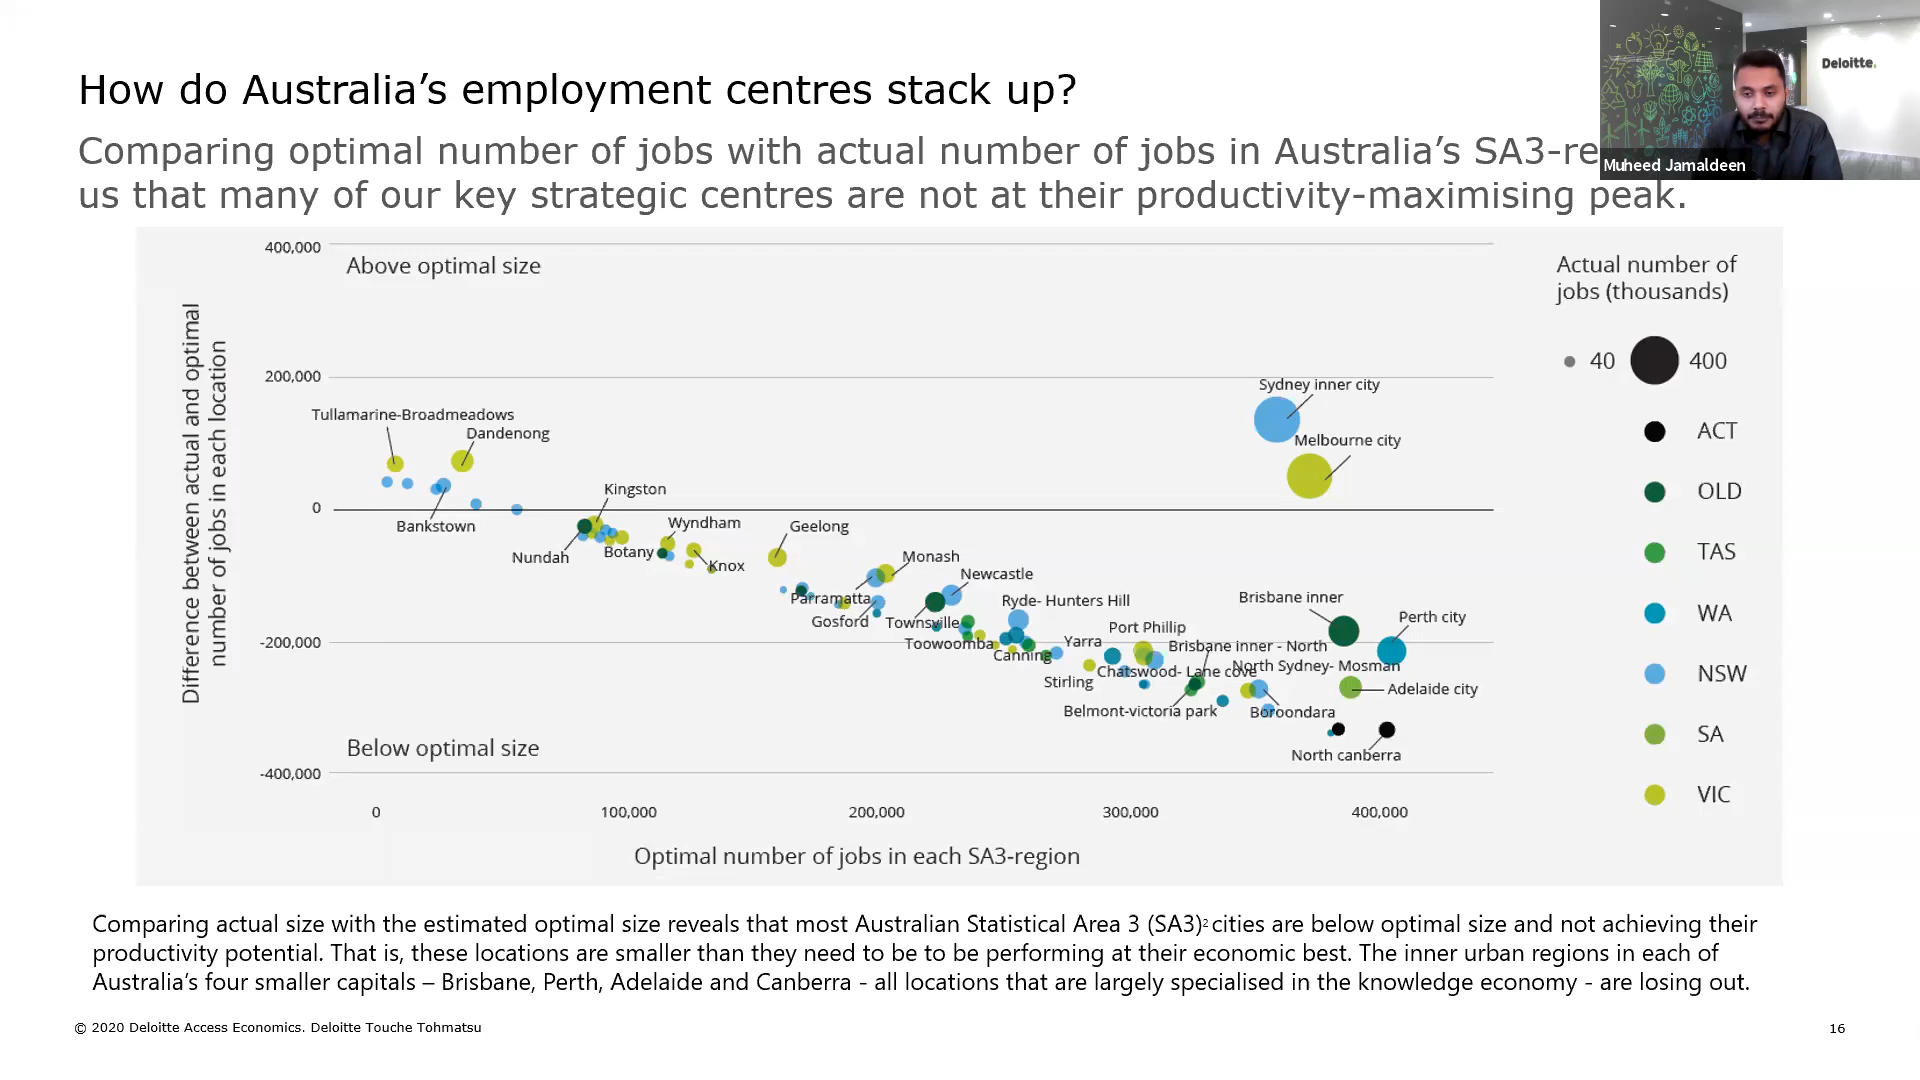 Deloitte.
How do Australia’s employment centres stack up?
Comparing optimal number of jobs with actual number of jobs in Australia’s SA3-re
Muheed Jamaldeen
us that many of our key strategic centres are not at their productivity-maximising peak.
400,000
Above optimal size
Actual number of
jobs (thousands)
Difference between actual and optimal
number of jobs in each location
40
400
200,000
Sydney inner city
Tullamarine-Broadmeadows
Dandenong
Melbourne city
ACT
Kingston
OLD
0
Bankstown
Wyndham
Geelong
Nundah
Botany
Knox
Monash
TAS
Newcastle
Parramatta
Ryde- Hunters Hill
Brisbane inner
Perth city
WA
Gosford
Townsville
Port Phillip
-200,000
Toowoomba
Yarra
Brisbane inner - North
Canning
Chatswood- Lane cove
North Sydney- Mosman
Stirling
NSW
Adelaide city
Belmont-victoria park
Boroondara
SA
Below optimal size
North canberra
-400,000
VIC
0
100,000
200,000
300,000
400,000
Optimal number of jobs in each SA3-region
Comparing actual size with the estimated optimal size reveals that most Australian Statistical Area 3 (SA3)² cities are below optimal size and not achieving their
productivity potential. That is, these locations are smaller than they need to be to be performing at their economic best. The inner urban regions in each of
Australia’s four smaller capitals – Brisbane, Perth, Adelaide and Canberra - all locations that are largely specialised in the knowledge economy - are losing out.
© 2020 Deloitte Access Economics. Deloitte Touche Tohmatsu
16